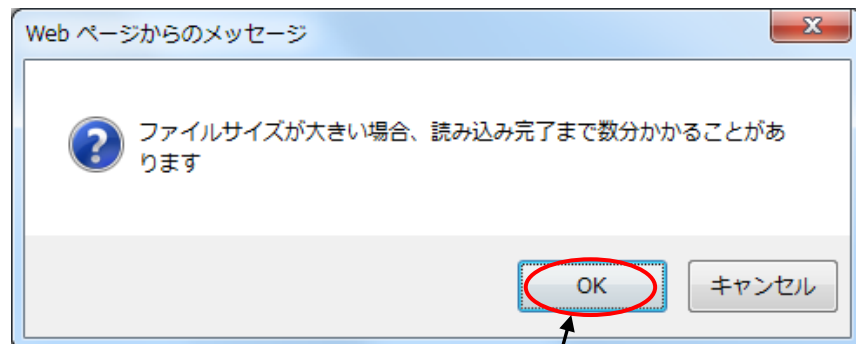 Web ページからのメッセージ
ファイルサイズが大きい場合、読み込み完了まで数分かかることがあ
ります
OK
キャンセル